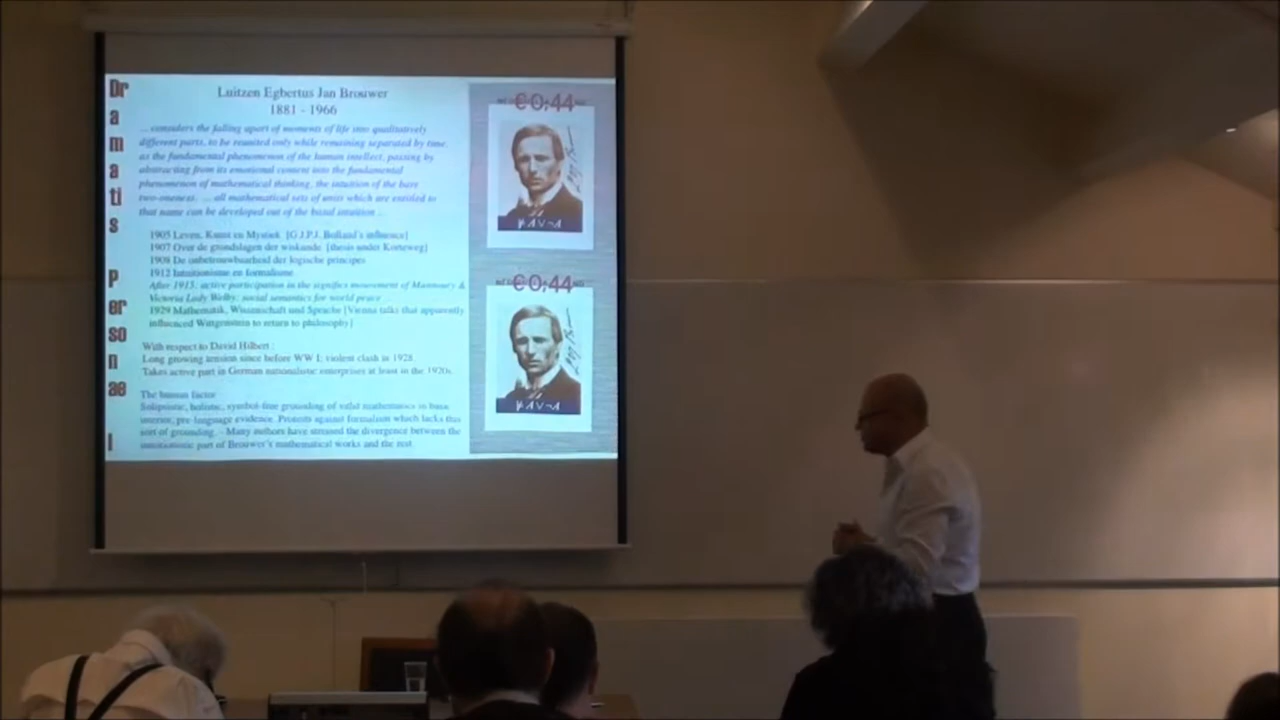 Dr
a
m
a
ti
s
P
er
so
n
ae
I
Luitzen Egbertus Jan Brouwer
1881 - 1966
... considers the falling apart of moments of life into qualitatively
different parts, to be reunited only while remaining separated by time,
as the fundamental phenomenon of the human intellect, passing by
abstracting from its emotional content into the fundamental
phenomenon of mathematical thinking, the intuition of the bare
two-oneness. ... all mathematical sets of units which are entitled to
that name can be developed out of the basal intuition ...
1905 Leven, Kunst en Mystiek. [G.J.P.J. Bolland's influence]
1907 Over de grondslagen der wiskunde. [thesis under Korteweg]
1908 De onbetrouwbaarheid der logische principes
1912 Intuitionisme en formalisme
After 1915: active participation in the significs movement of Mannoury &
Victoria Lady Welby: social semantics for world peace
1929 Mathematik, Wissenschaft und Sprache [Vienna talks that apparently
influenced Wittgenstein to return to philosophy]
With respect to David Hilbert :
Long growing tension since before WW I; violent clash in 1928.
Takes active part in German nationalistic enterprises at least in the 1920s.
The human factor
Solipsistic, holistic, symbol-free grounding of valid mathematics in basic
interior, pre-language evidence. Protests against formalism which lacks this
sort of grounding. - Many authors have stressed the divergence between the
intuitionistic part of Brouwer's mathematical works and the rest.
€0,44
€0,44